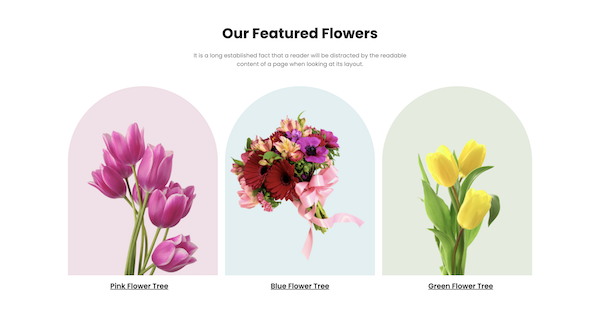 Our Featured Flowers
It is a long established fact that a reader will be distracted by the readable
content of a page when looking at its layout.
Pink Flower Tree
Blue Flower Tree
Green Flower Tree